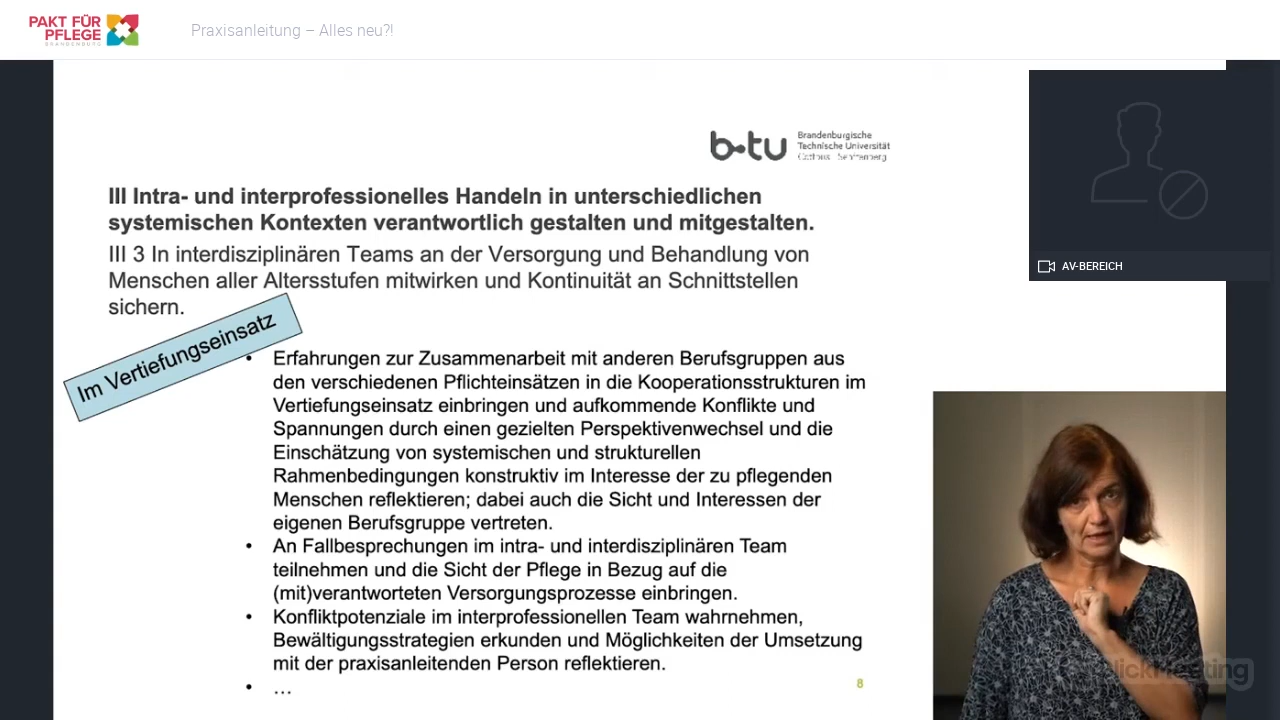 PAKT FÜR
PFLEGE
BRANDENBURG
Praxisanleitung – Alles neu?!
b-tu
Brandenburgische
Technische Universität
Cottbus - Senftenberg
AV-BEREICH
III Intra- und interprofessionelles Handeln in unterschiedlichen
systemischen Kontexten verantwortlich gestalten und mitgestalten.
III 3 In interdisziplinären Teams an der Versorgung und Behandlung von
Menschen aller Altersstufen mitwirken und Kontinuität an Schnittstellen
sichern.
Im Vertiefungseinsatz
• Erfahrungen zur Zusammenarbeit mit anderen Berufsgruppen aus
den verschiedenen Pflichteinsätzen in die Kooperationsstrukturen im
Vertiefungseinsatz einbringen und aufkommende Konflikte und
Spannungen durch einen gezielten Perspektivenwechsel und die
Einschätzung von systemischen und strukturellen
Rahmenbedingungen konstruktiv im Interesse der zu pflegenden
Menschen reflektieren; dabei auch die Sicht und Interessen der
eigenen Berufsgruppe vertreten.
• An Fallbesprechungen im intra- und interdisziplinären Team
teilnehmen und die Sicht der Pflege in Bezug auf die
(mit)verantworteten Versorgungsprozesse einbringen.
• Konfliktpotenziale im interprofessionellen Team wahrnehmen,
Bewältigungsstrategien erkunden und Möglichkeiten der Umsetzung
mit der praxisanleitenden Person reflektieren.
• …
8